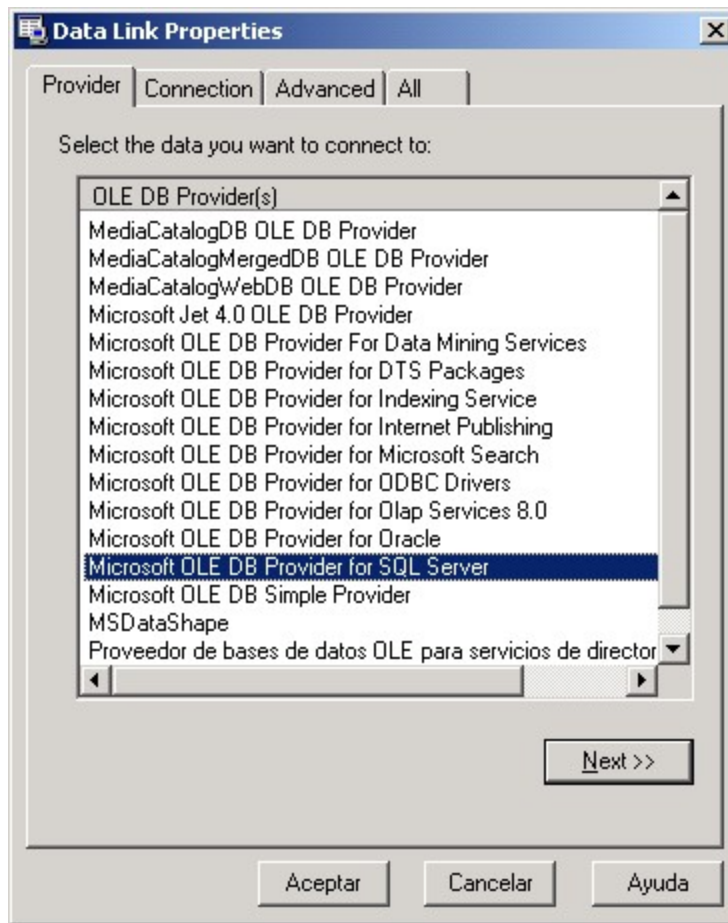 Data Link Properties
Provider Connection Advanced All
Select the data you want to connect to:
OLE DB Provider(s)
MediaCatalogDB OLE DB Provider
MediaCatalogMergedDB OLE DB Provider
MediaCatalogWebDB OLE DB Provider
Microsoft Jet 4.0 OLE DB Provider
Microsoft OLE DB Provider For Data Mining Services
Microsoft OLE DB Provider for DTS Packages
Microsoft OLE DB Provider for Indexing Service
Microsoft OLE DB Provider for Internet Publishing
Microsoft OLE DB Provider for Microsoft Search
Microsoft OLE DB Provider for ODBC Drivers
Microsoft OLE DB Provider for Olap Services 8.0
Microsoft OLE DB Provider for Oracle
Microsoft OLE DB Provider for SQL Server
Microsoft OLE DB Simple Provider
MSDataShape
Proveedor de bases de datos OLE para servicios de director
Next >>
Aceptar Cancelar Ayuda